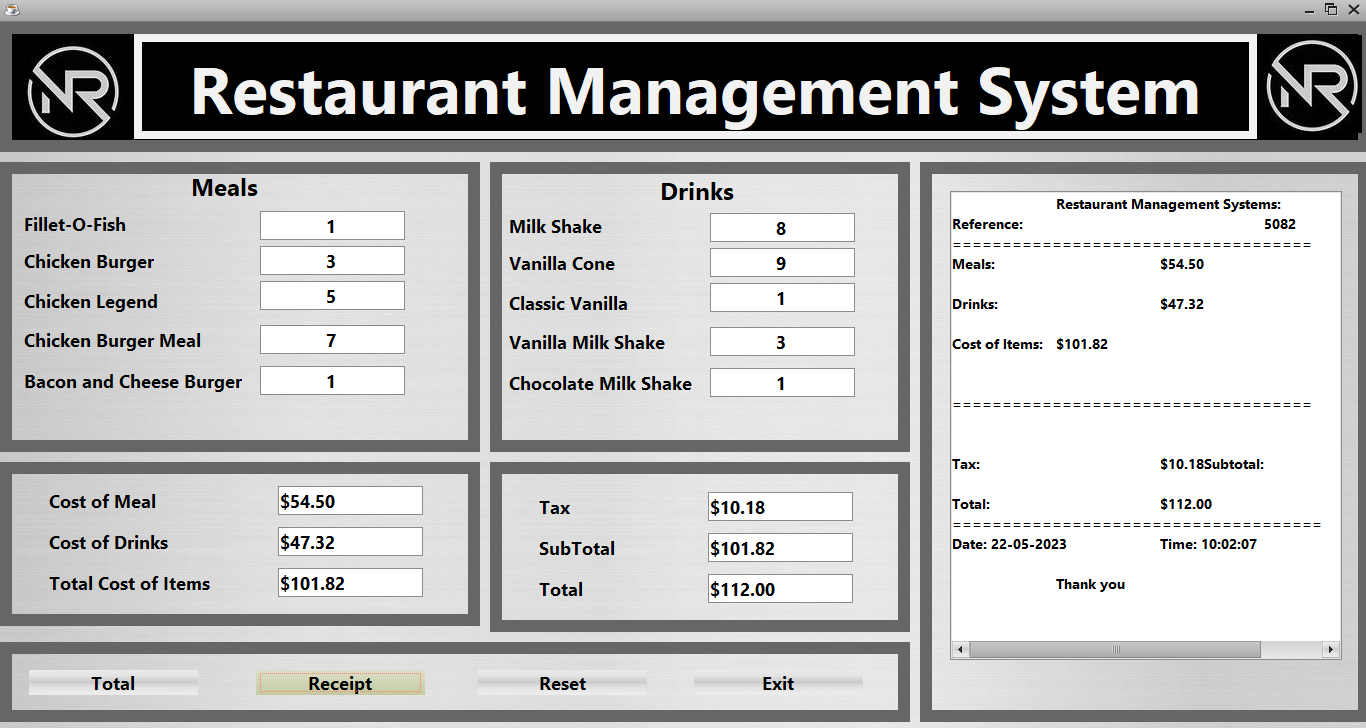 NR Restaurant Management System NR
Meals
Fillet-O-Fish 1
Chicken Burger 3
Chicken Legend 5
Chicken Burger Meal 7
Bacon and Cheese Burger 1
Drinks
Milk Shake 8
Vanilla Cone 9
Classic Vanilla 1
Vanilla Milk Shake 3
Chocolate Milk Shake 1
Restaurant Management Systems:
Reference: 5082
====================================
Meals: $54.50
Drinks: $47.32
Cost of Items: $101.82
====================================
Tax: $10.18Subtotal:
Total: $112.00
=====================================
Date: 22-05-2023 Time: 10:02:07
Thank you
Cost of Meal $54.50
Cost of Drinks $47.32
Total Cost of Items $101.82
Tax $10.18
SubTotal $101.82
Total $112.00
Total Receipt Reset Exit